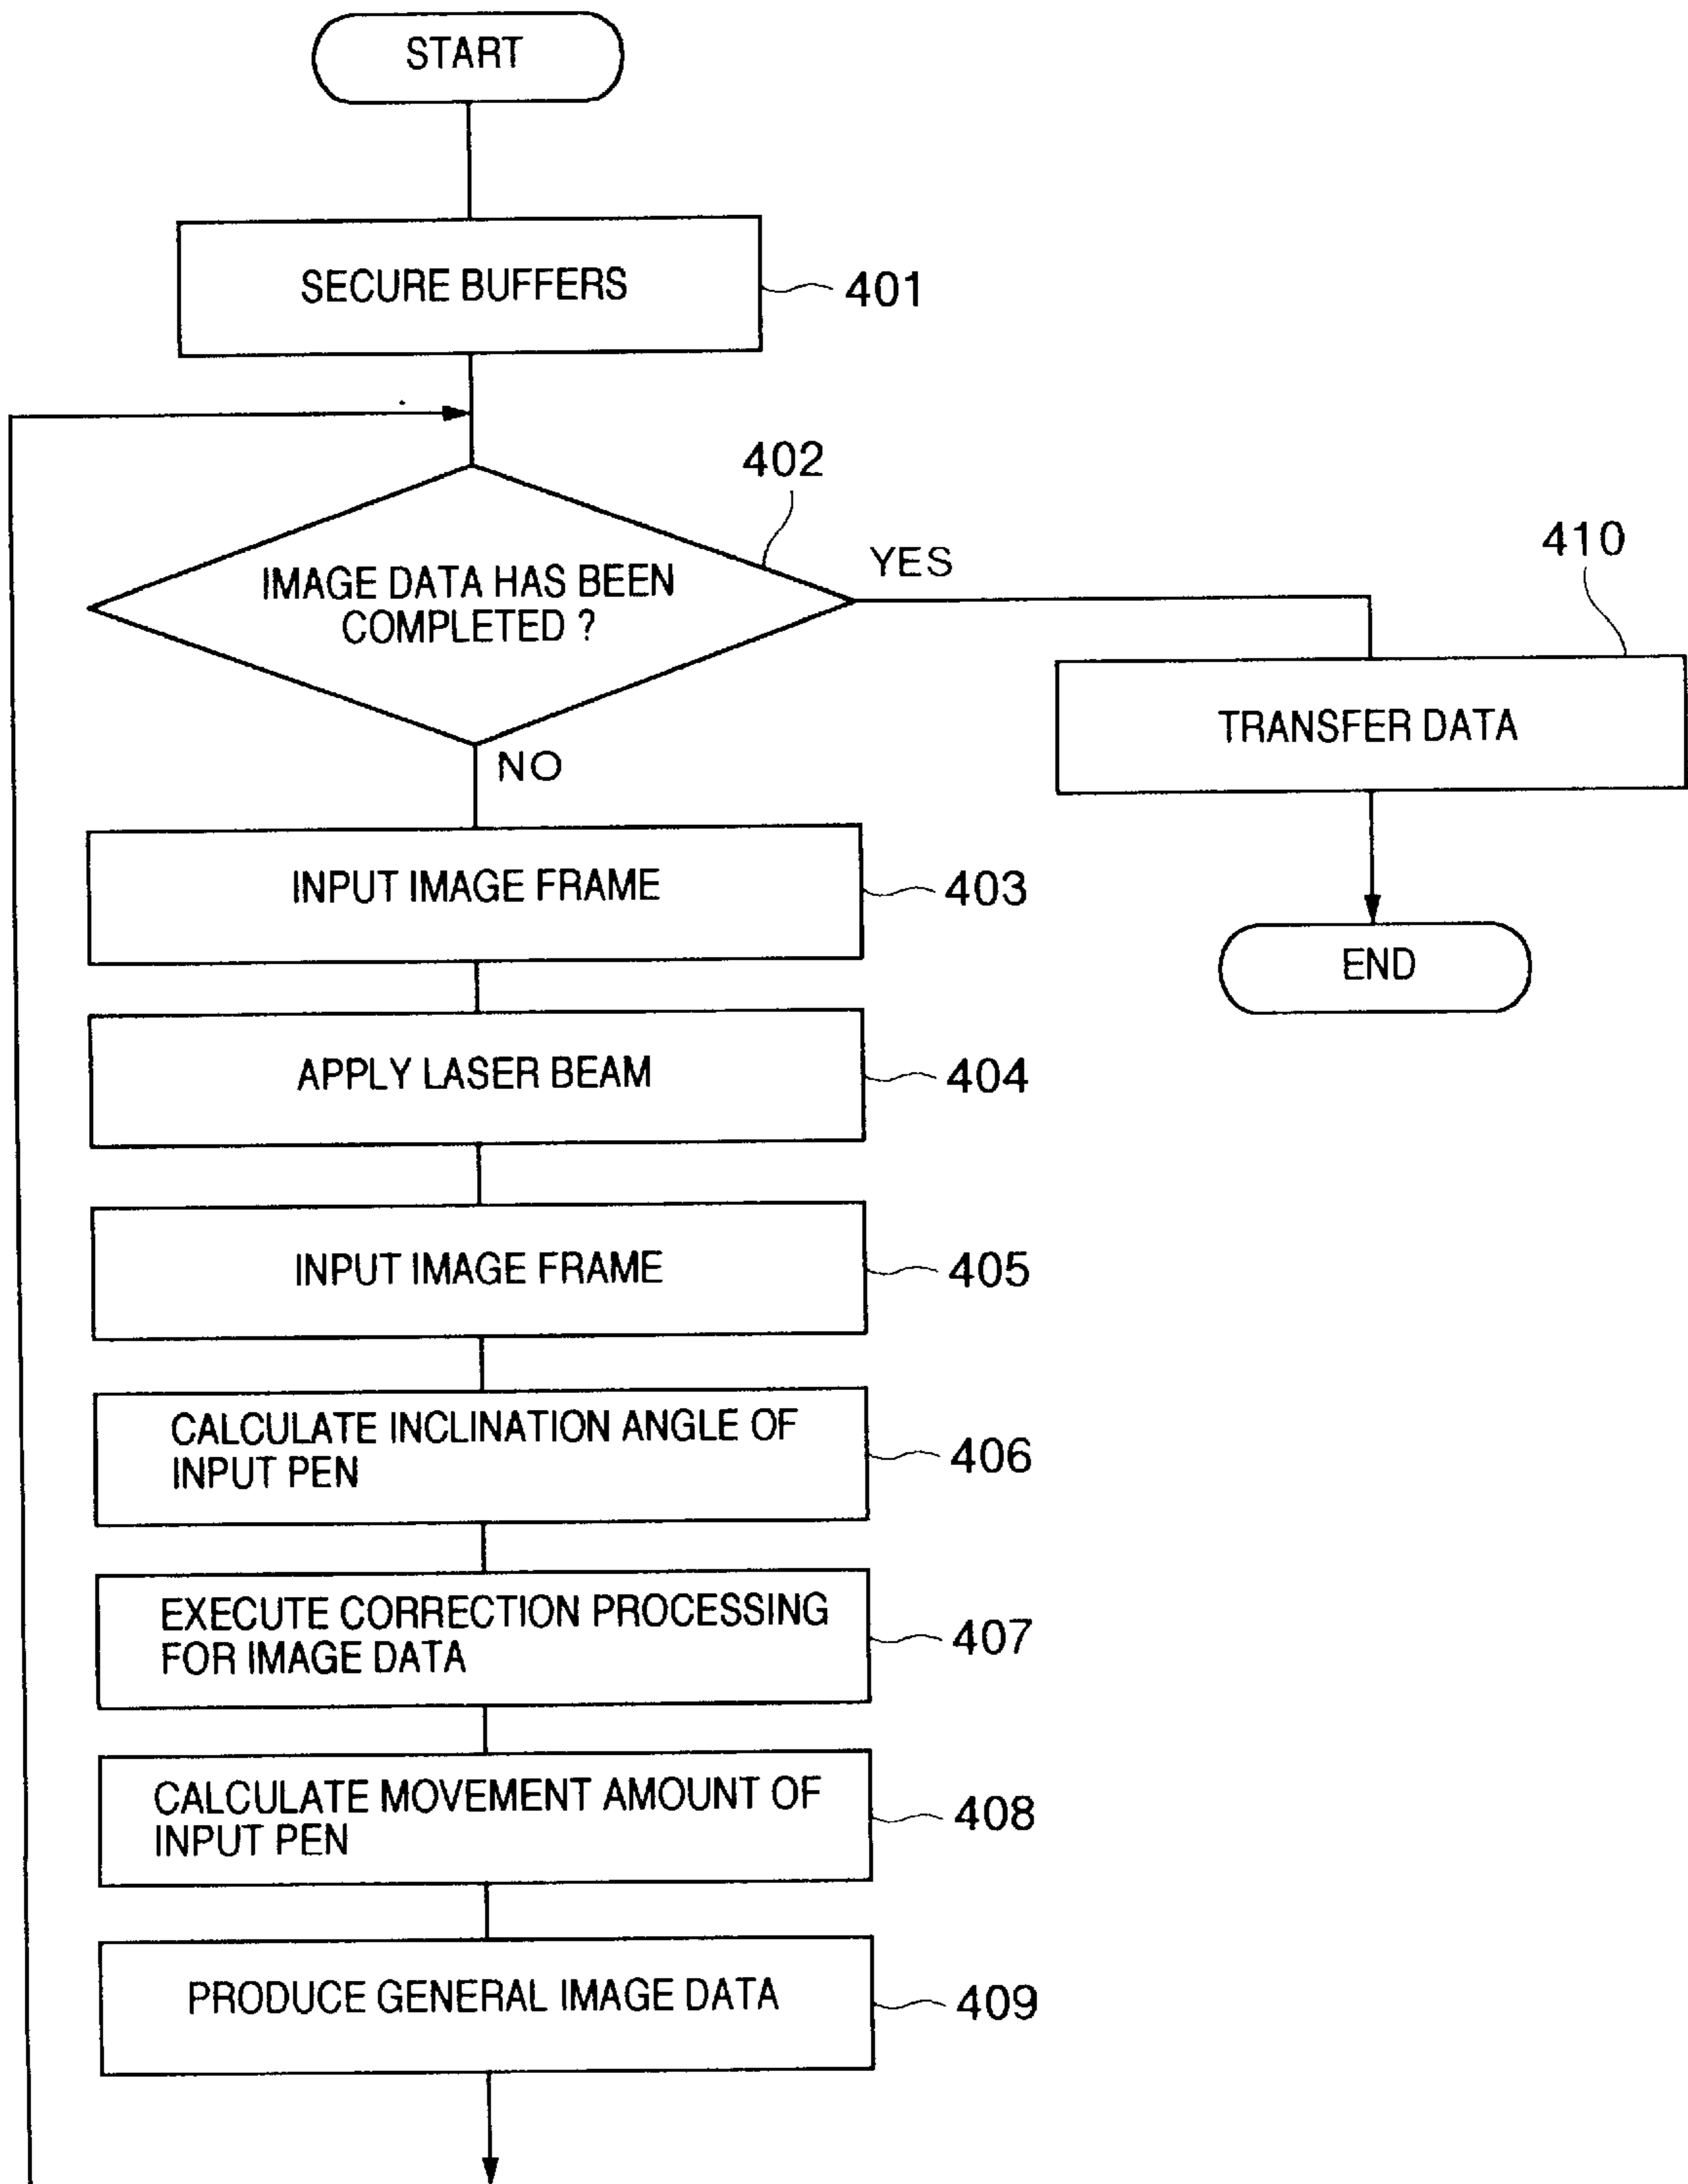 START
SECURE BUFFERS
401
402
IMAGE DATA HAS BEEN
COMPLETED ?
YES
410
TRANSFER DATA
NO
INPUT IMAGE FRAME
403
END
APPLY LASER BEAM
404
INPUT IMAGE FRAME
405
CALCULATE INCLINATION ANGLE OF
INPUT PEN
406
EXECUTE CORRECTION PROCESSING
FOR IMAGE DATA
407
CALCULATE MOVEMENT AMOUNT OF
INPUT PEN
408
PRODUCE GENERAL IMAGE DATA
409